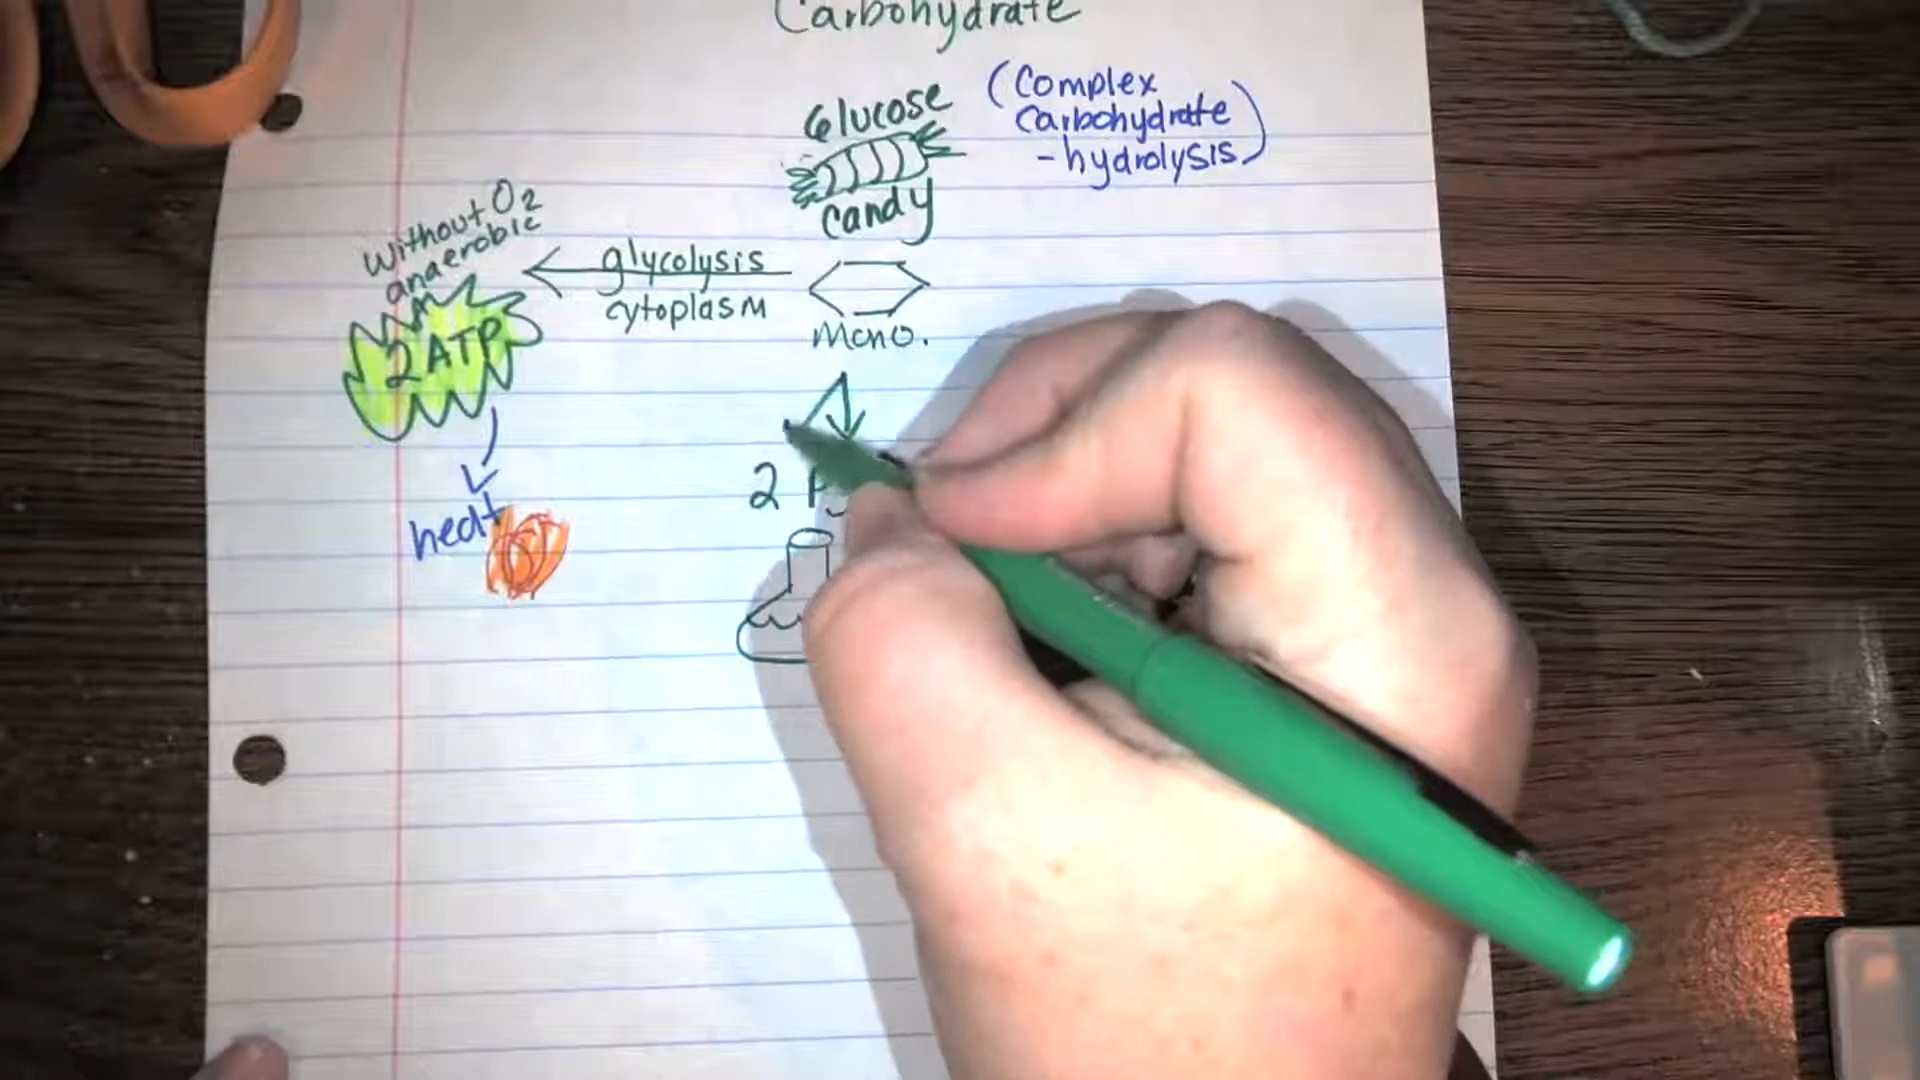 Carbohydrate
Glucose
candy
(Complex
Carbohydrate
- hydrolysis)
Without O2
anaerobic
glycolysis
cytoplasm
Mono.
2 ATP
heat
2